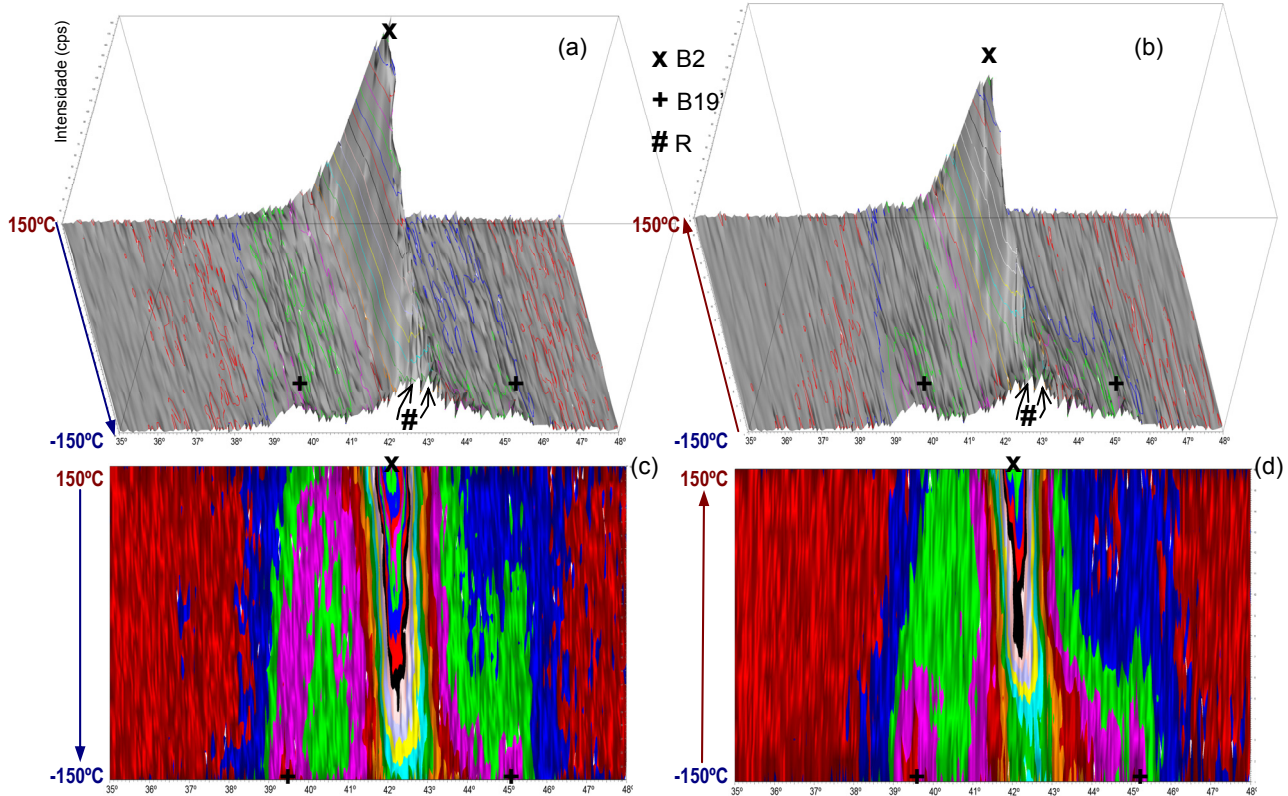 Intensidade (cps)
x
(a)
x B2
+ B19'
# R
x
(b)
150ºC
150ºC
+ +
+ +
#
#
-150ºC
-150ºC
35º 36º 37º 38º 39º 40º 41º 42º 43º 44º 45º 46º 47º 48º
35º 36º 37º 38º 39º 40º 41º 42º 43º 44º 45º 46º 47º 48º
x
(c)
x
(d)
150ºC
150ºC
-150ºC
+ +
-150ºC
+ +
35º 36º 37º 38º 39º 40º 41º 42º 43º 44º 45º 46º 47º 48º
35º 36º 37º 38º 39º 40º 41º 42º 43º 44º 45º 46º 47º 48º